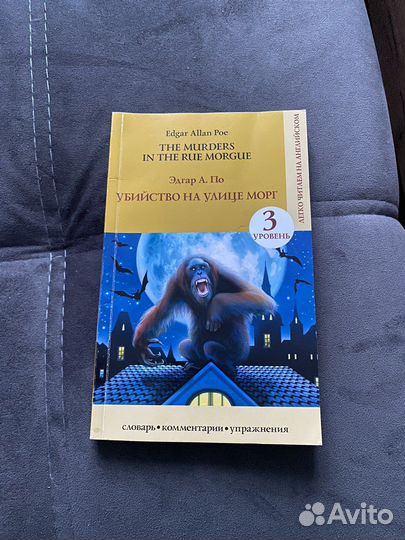 Edgar Allan Poe
THE MURDERS
IN THE RUE MORGUE
Эдгар А. По
УБИЙСТВО НА УЛИЦЕ МОРГ
3
УРОВЕНЬ
ЛЕГКО ЧИТАЕМ НА АНГЛИЙСКОМ
словарь • комментарии • упражнения
Avito